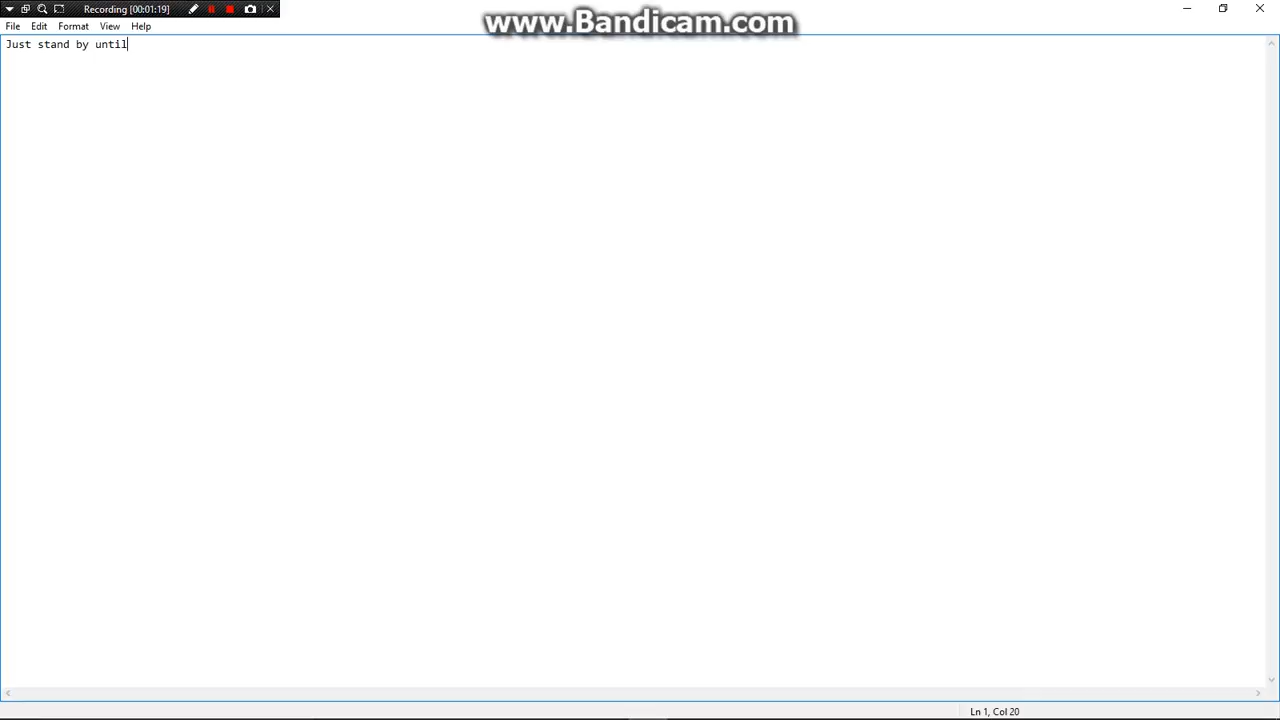 Recording [00:01:19]
www.Bandicam.com
File Edit Format View Help
Just stand by until
Ln 1, Col 20